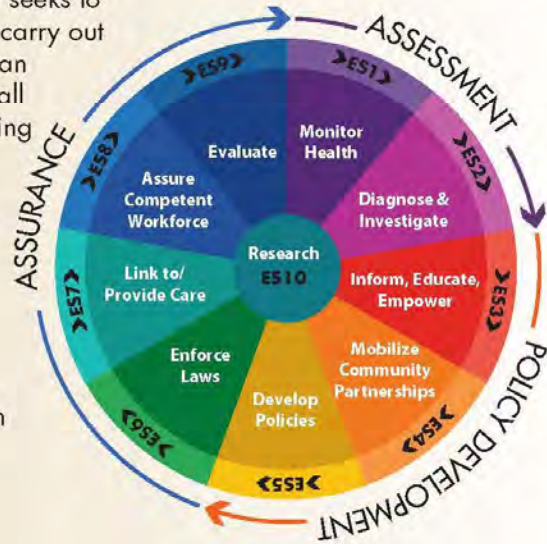 seeks to
carry out
an
all
ing
n
ASSESSMENT
POLICY DEVELOPMENT
ASSURANCE
ES1
Monitor
Health
ES2
Diagnose &
Investigate
ES3
Inform, Educate,
Empower
ES4
Mobilize
Community
Partnerships
ES5
Develop
Policies
ES6
Enforce
Laws
ES7
Link to/
Provide Care
ES8
Assure
Competent
Workforce
ES9
Evaluate
Research
ES10